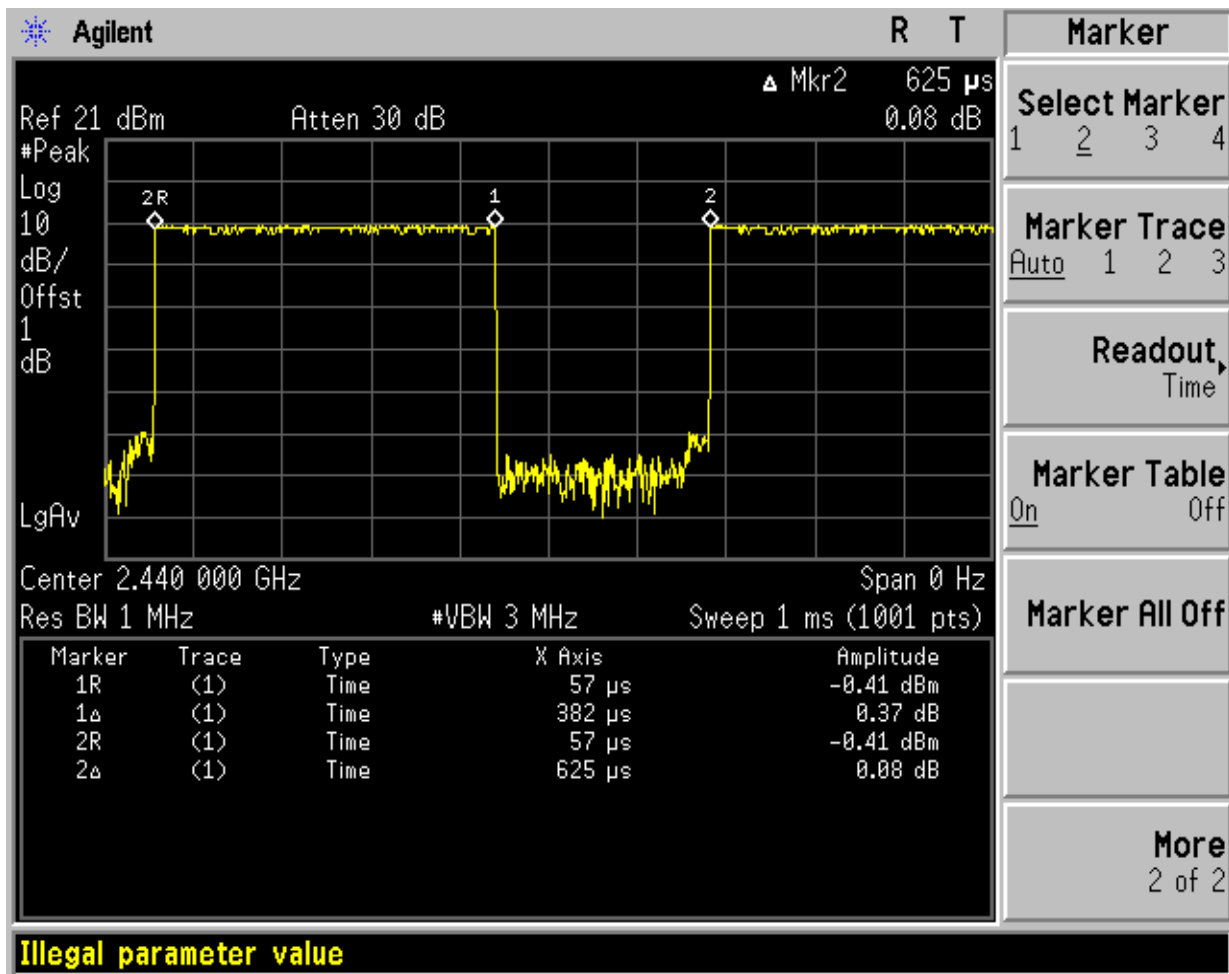 Agilent R T
Marker
▵ Mkr2 625 µs
Ref 21 dBm Atten 30 dB 0.08 dB
#Peak
Log
10
dB/
Offst
1
dB
LgAv
2R 1 2
Center 2.440 000 GHz Span 0 Hz
Res BW 1 MHz #VBW 3 MHz Sweep 1 ms (1001 pts)
Marker Trace Type X Axis Amplitude
1R (1) Time 57 µs -0.41 dBm
1▵ (1) Time 382 µs 0.37 dB
2R (1) Time 57 µs -0.41 dBm
2▵ (1) Time 625 µs 0.08 dB
Select Marker
1 2 3 4
Marker Trace
Auto 1 2 3
Readout
Time
Marker Table
On Off
Marker All Off
More
2 of 2
Illegal parameter value